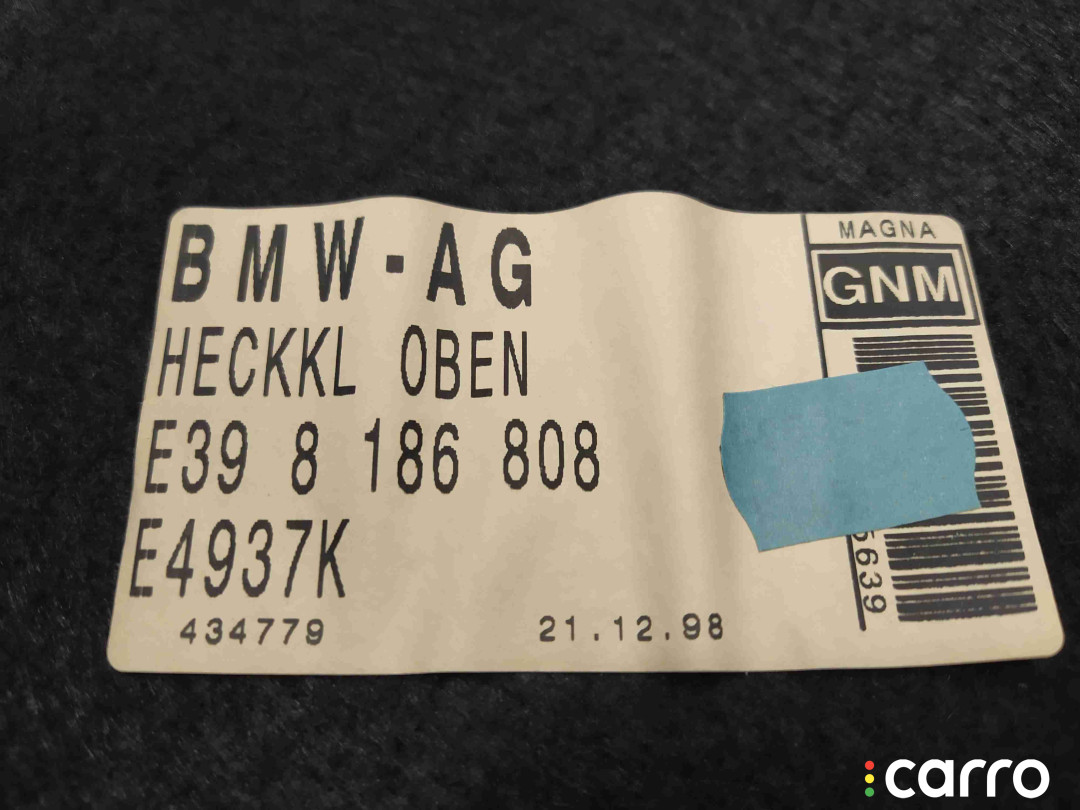 BMW-AG
HECKKL OBEN
E39 8 186 808
E4937K
434779 21.12.98
MAGNA
GNM
5639
carro